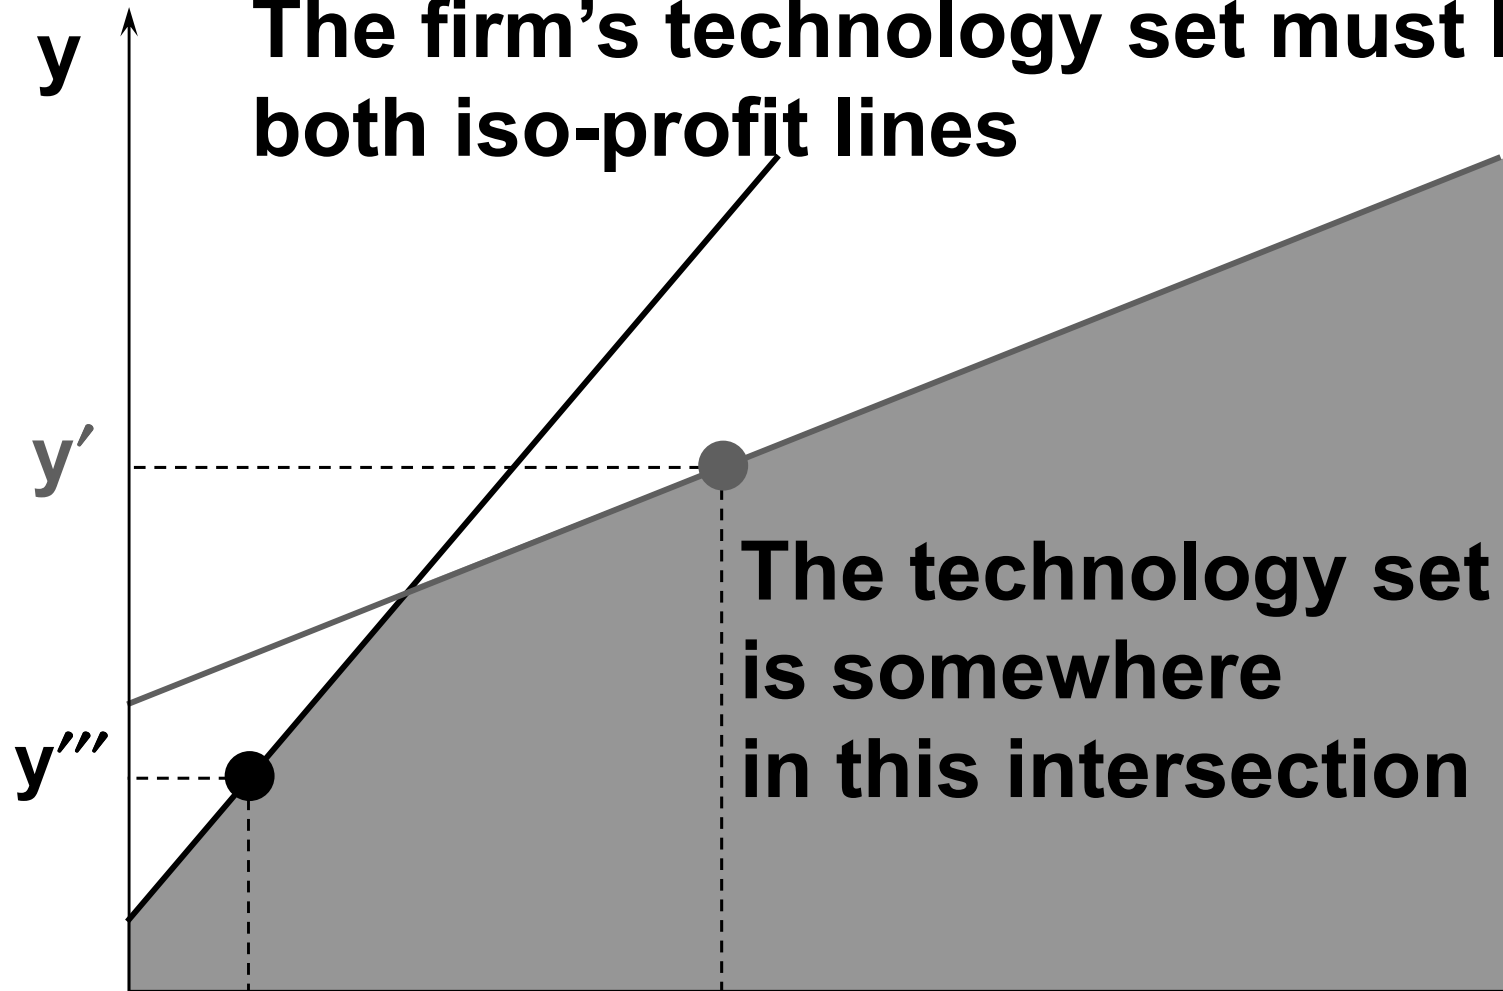 The firm’s technology set must
both iso-profit lines
y
y′
y‴
The technology set
is somewhere
in this intersection